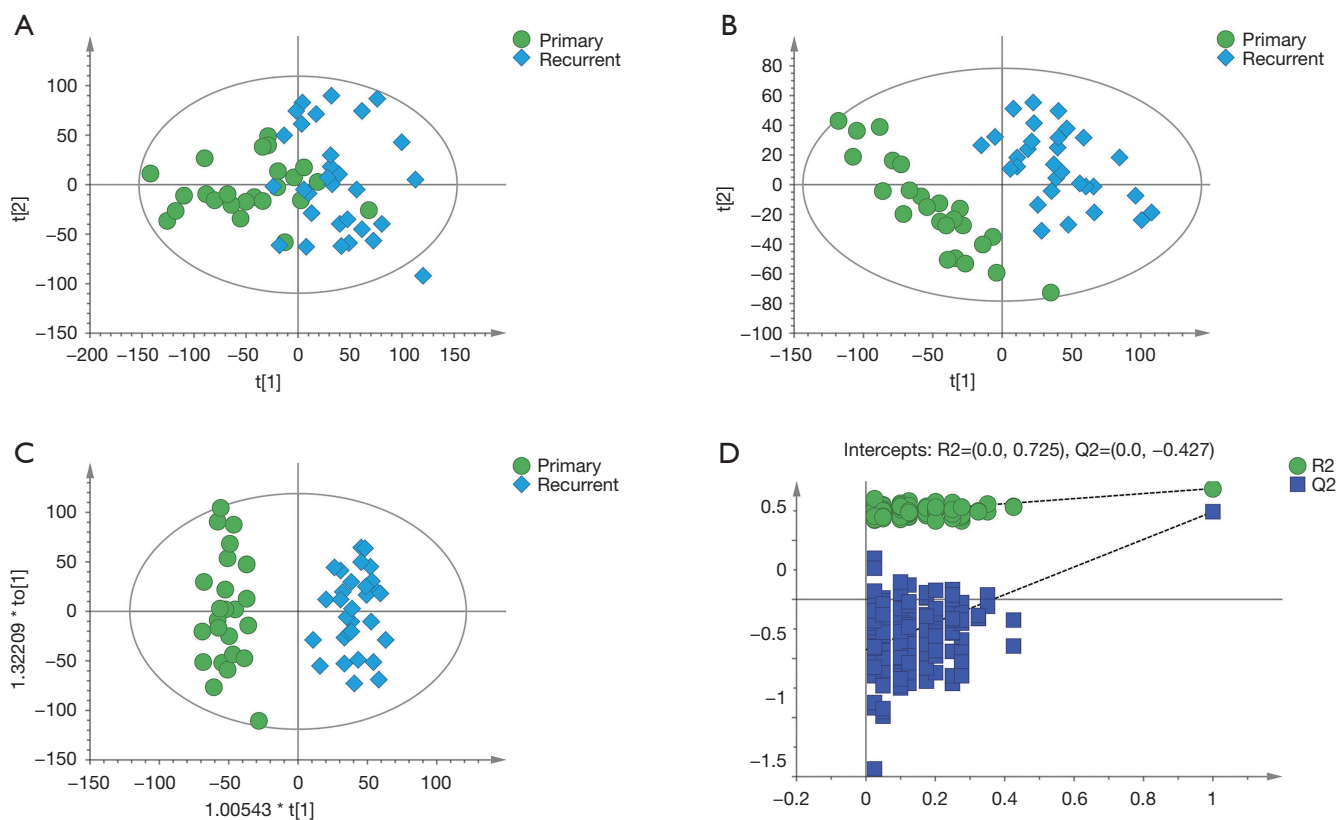 A
Primary
Recurrent
100
50
0
−50
−100
−150
t[2]
−200 −150 −100 −50 0 50 100 150
t[1]
B
Primary
Recurrent
80
60
40
20
0
−20
−40
−60
−80
−100
t[2]
−150 −100 −50 0 50 100
t[1]
C
Primary
Recurrent
100
50
0
−50
−100
−150
1.32209 * to[1]
−150 −100 −50 0 50 100
1.00543 * t[1]
D
Intercepts: R2=(0.0, 0.725), Q2=(0.0, −0.427)
R2
Q2
0.5
0
−0.5
−1
−1.5
−0.2 0 0.2 0.4 0.6 0.8 1